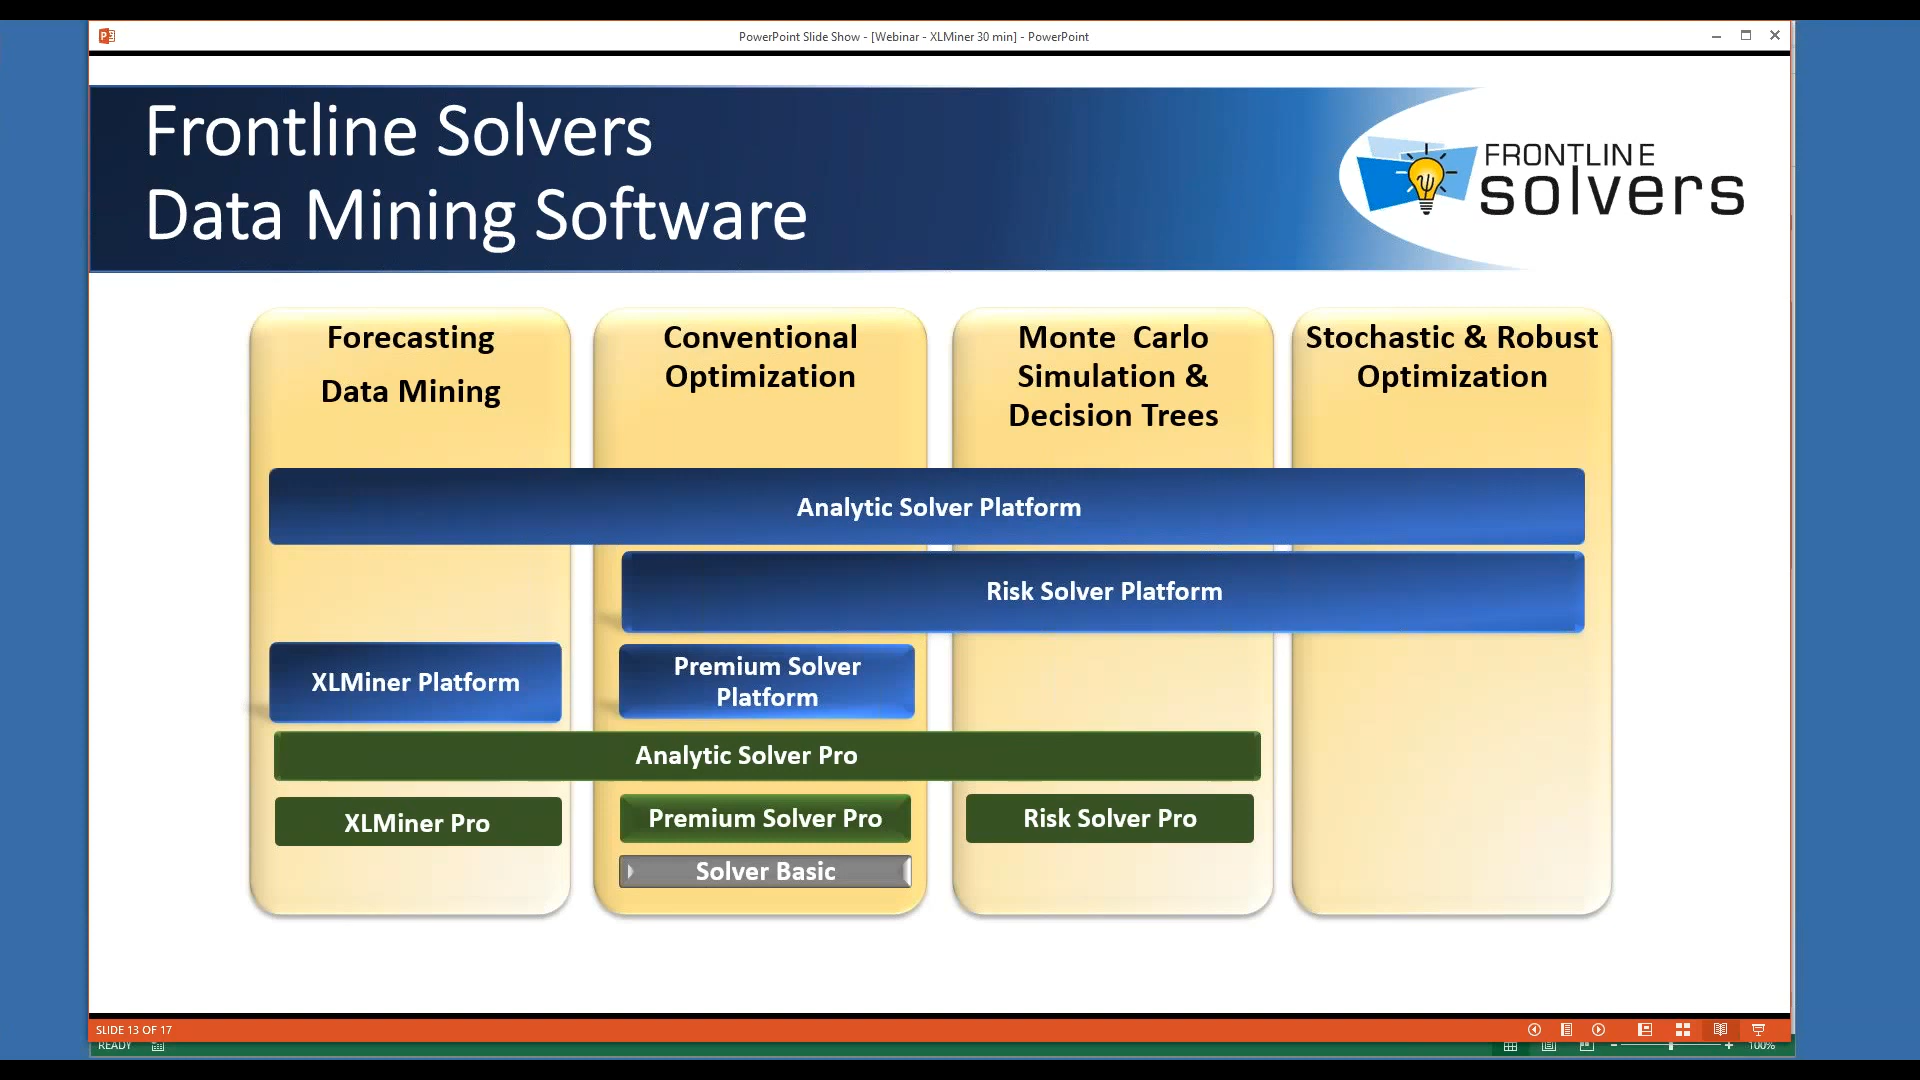 PowerPoint Slide Show - [Webinar - XLMiner 30 min] - PowerPoint
Frontline Solvers
Data Mining Software
FRONTLINE
solvers
Forecasting
Data Mining
Conventional
Optimization
Monte Carlo
Simulation &
Decision Trees
Stochastic & Robust
Optimization
Analytic Solver Platform
Risk Solver Platform
XLMiner Platform
Premium Solver
Platform
Analytic Solver Pro
XLMiner Pro
Premium Solver Pro
Risk Solver Pro
Solver Basic
SLIDE 13 OF 17
READY
100%